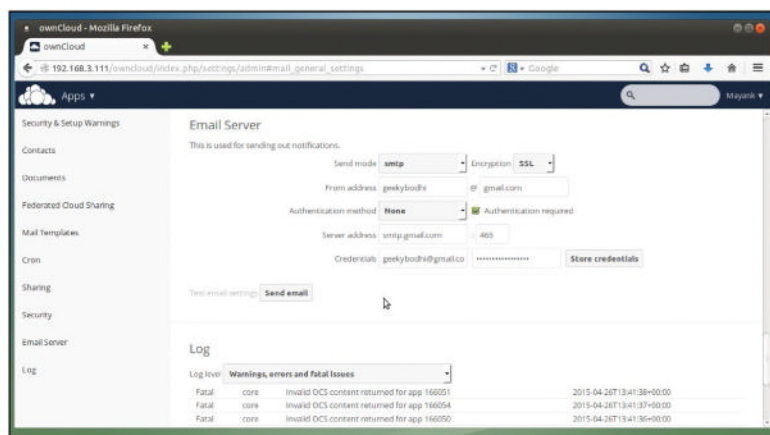 ownCloud - Mozilla Firefox
ownCloud
192.168.3.111/owncloud/index.php/settings/admin#mail_general_settings
Google
Apps
Mayank
Security & Setup Warnings
Contacts
Documents
Federated Cloud Sharing
Mail Templates
Cron
Sharing
Security
Email Server
Log
Email Server
This is used for sending out notifications.
Send mode smtp Encryption SSL
From address geekybodhi @ gmail.com
Authentication method None Authentication required
Server address smtp.gmail.com : 465
Credentials geekybodhi@gmail.co •••••••••••••••• Store credentials
Test email settings Send email
Log
Log level Warnings, errors and fatal issues
Fatal core Invalid OCS content returned for app 166051 2015-04-26T13:41:38+00:00
Fatal core Invalid OCS content returned for app 166054 2015-04-26T13:41:37+00:00
Fatal core Invalid OCS content returned for app 166050 2015-04-26T13:41:36+00:00